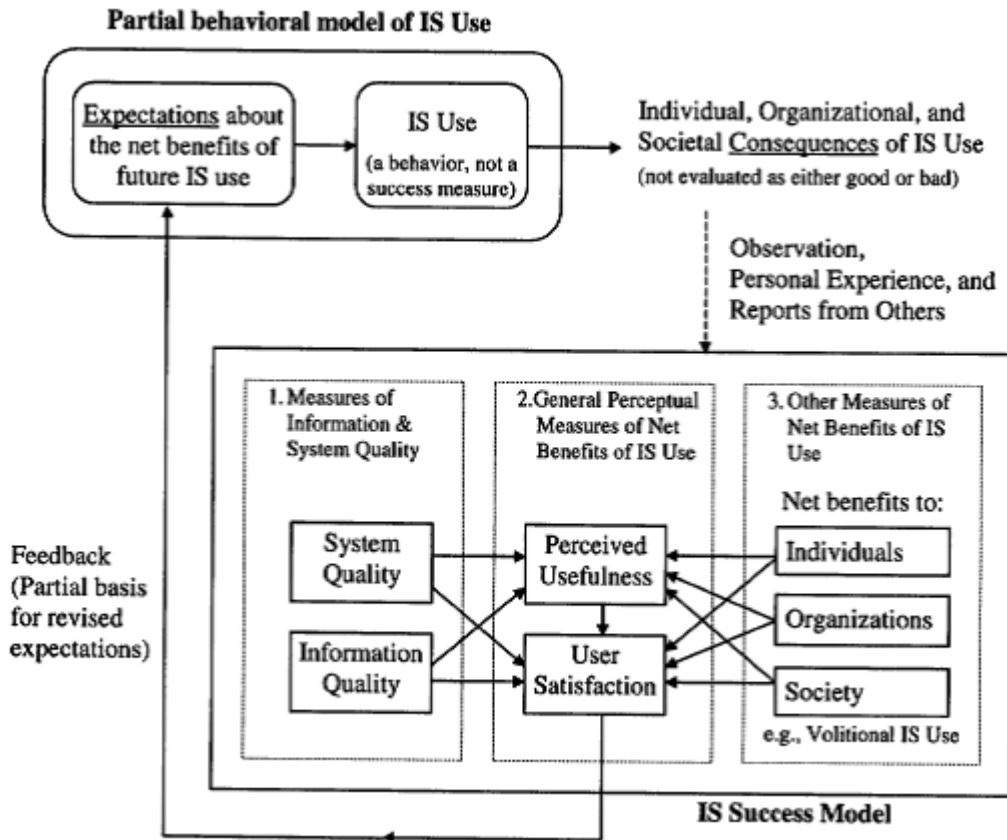 Partial behavioral model of IS Use
Expectations about
the net benefits of
future IS use
IS Use
(a behavior, not a
success measure)
Individual, Organizational, and
Societal Consequences of IS Use
(not evaluated as either good or bad)
Observation,
Personal Experience, and
Reports from Others
1. Measures of
Information &
System Quality
2.General Perceptual
Measures of Net
Benefits of IS Use
3. Other Measures of
Net Benefits of IS
Use
Net benefits to:
System
Quality
Information
Quality
Perceived
Usefulness
User
Satisfaction
Individuals
Organizations
Society
e.g., Volitional IS Use
Feedback
(Partial basis
for revised
expectations)
IS Success Model